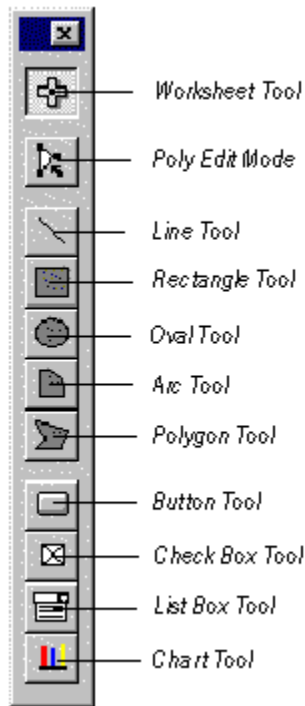 Worksheet Tool
Poly Edit Mode
Line Tool
Rectangle Tool
Oval Tool
Arc Tool
Polygon Tool
Button Tool
Check Box Tool
List Box Tool
Chart Tool